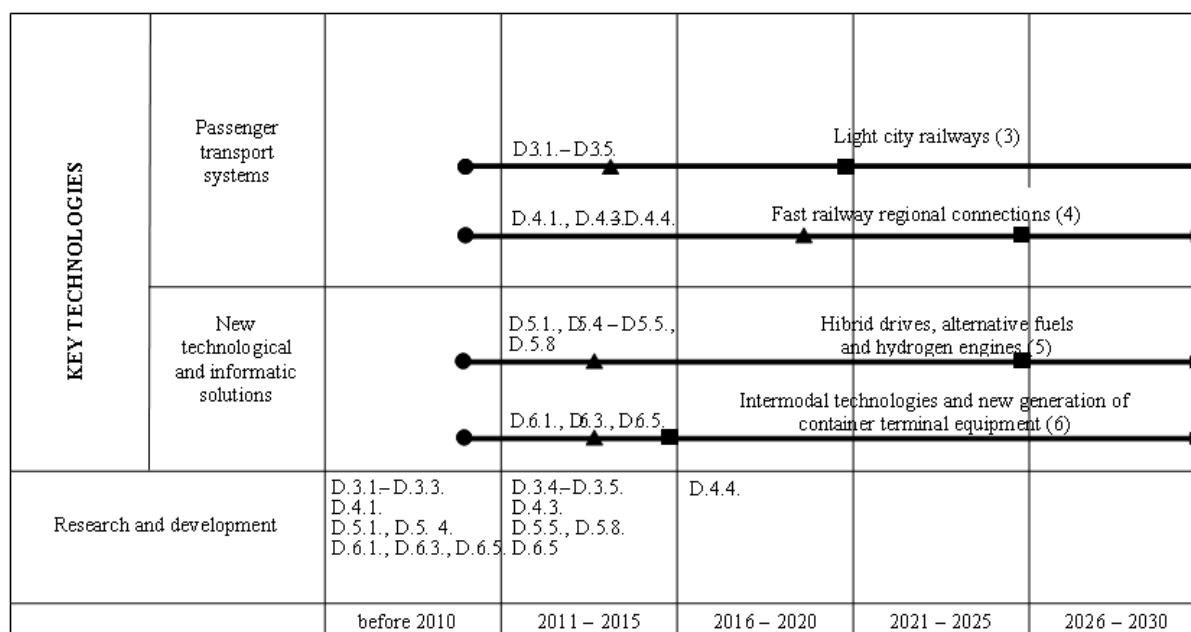 KEY TECHNOLOGIES
Passenger
transport
systems
D3.1.–D3.5.
Light city railways (3)
D.4.1., D.4.3-D.4.4.
Fast railway regional connections (4)
New
technological
and informatic
solutions
D.5.1., D5.4 – D.5.5.,
D.5.8
Hibrid drives, alternative fuels
and hydrogen engines (5)
D.6.1., D6.3., D.6.5.
Intermodal technologies and new generation of
container terminal equipment (6)
Research and development
D.3.1–D.3.3.
D.4.1.
D.5.1., D.5. 4.
D.6.1., D.6.3., D.6.5.
D.3.4–D.3.5.
D.4.3.
D.5.5., D.5.8.
D.6.5
D.4.4.
before 2010
2011 – 2015
2016 – 2020
2021 – 2025
2026 – 2030